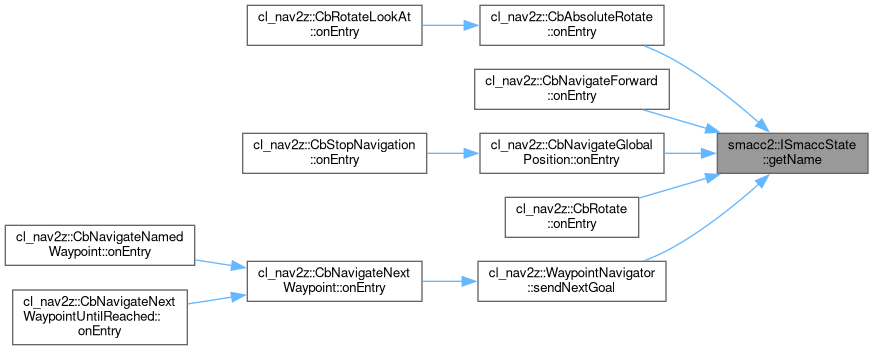 cl_nav2z::CbRotateLookAt
::onEntry
cl_nav2z::CbAbsoluteRotate
::onEntry
cl_nav2z::CbNavigateForward
::onEntry
cl_nav2z::CbStopNavigation
::onEntry
cl_nav2z::CbNavigateGlobal
Position::onEntry
smacc2::ISmaccState
::getName
cl_nav2z::CbRotate
::onEntry
cl_nav2z::CbNavigateNamed
Waypoint::onEntry
cl_nav2z::CbNavigateNext
Waypoint::onEntry
cl_nav2z::WaypointNavigator
::sendNextGoal
cl_nav2z::CbNavigateNext
WaypointUntilReached::
onEntry